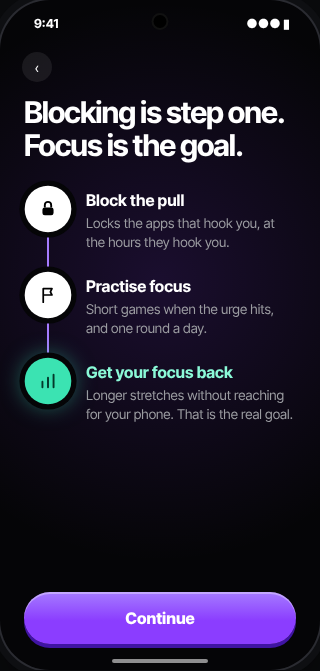 9:41
Blocking is step one.
Focus is the goal.
Block the pull
Locks the apps that hook you, at
the hours they hook you.
Practise focus
Short games when the urge hits,
and one round a day.
Get your focus back
Longer stretches without reaching
for your phone. That is the real goal.
Continue